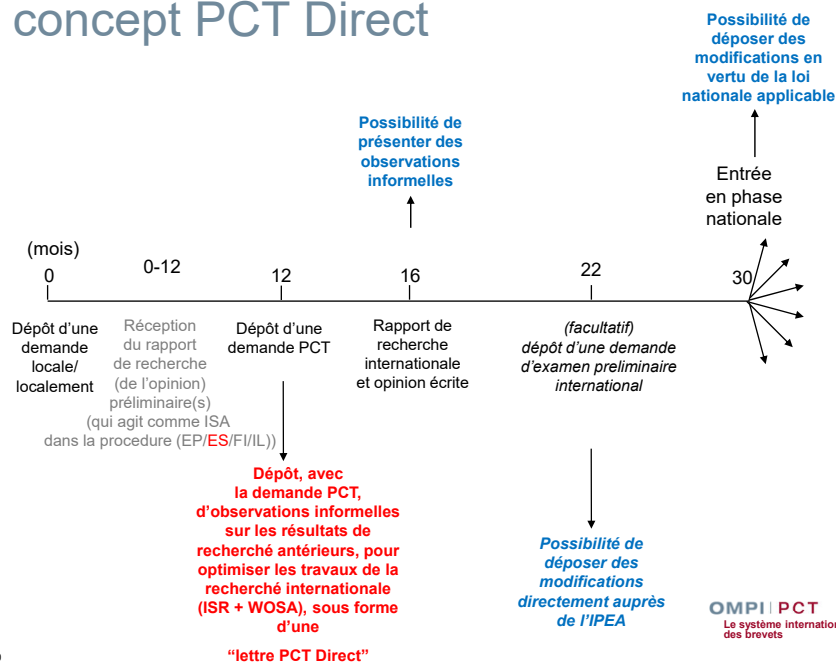 concept PCT Direct
Possibilité de
déposer des
modifications en
vertu de la loi
nationale applicable
Possibilité de
présenter des
observations
informelles
Entrée
en phase
nationale
(mois)
0
0-12
12
16
22
30
Dépôt d'une
demande
locale/
localement
Réception
du rapport
de recherche
(de l'opinion)
préliminaire(s)
(qui agit comme ISA
dans la procedure (EP/ES/FI/IL))
Dépôt d'une
demande PCT
Rapport de
recherche
internationale
et opinion écrite
(facultatif)
dépôt d'une demande
d'examen preliminaire
international
Dépôt, avec
la demande PCT,
d'observations informelles
sur les résultats de
recherché antérieurs, pour
optimiser les travaux de la
recherché internationale
(ISR + WOSA), sous forme
d'une
“lettre PCT Direct”
Possibilité de
déposer des
modifications
directement auprès
de l'IPEA
OMPI|PCT
Le système internation
des brevets